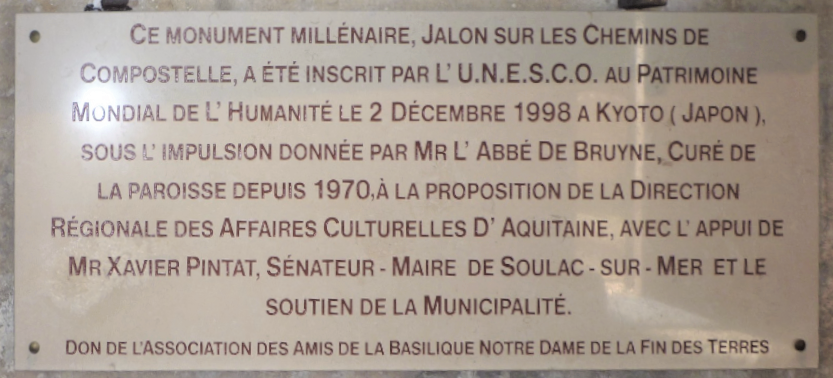 CE MONUMENT MILLÉNAIRE, JALON SUR LES CHEMINS DE
COMPOSTELLE, A ÉTÉ INSCRIT PAR L' U.N.E.S.C.O. AU PATRIMOINE
MONDIAL DE L' HUMANITÉ LE 2 DÉCEMBRE 1998 A KYOTO ( JAPON ),
SOUS L' IMPULSION DONNÉE PAR MR L' ABBÉ DE BRUYNE, CURÉ DE
LA PAROISSE DEPUIS 1970,À LA PROPOSITION DE LA DIRECTION
RÉGIONALE DES AFFAIRES CULTURELLES D' AQUITAINE, AVEC L' APPUI DE
MR XAVIER PINTAT, SÉNATEUR - MAIRE DE SOULAC - SUR - MER ET LE
SOUTIEN DE LA MUNICIPALITÉ.
DON DE L'ASSOCIATION DES AMIS DE LA BASILIQUE NOTRE DAME DE LA FIN DES TERRES